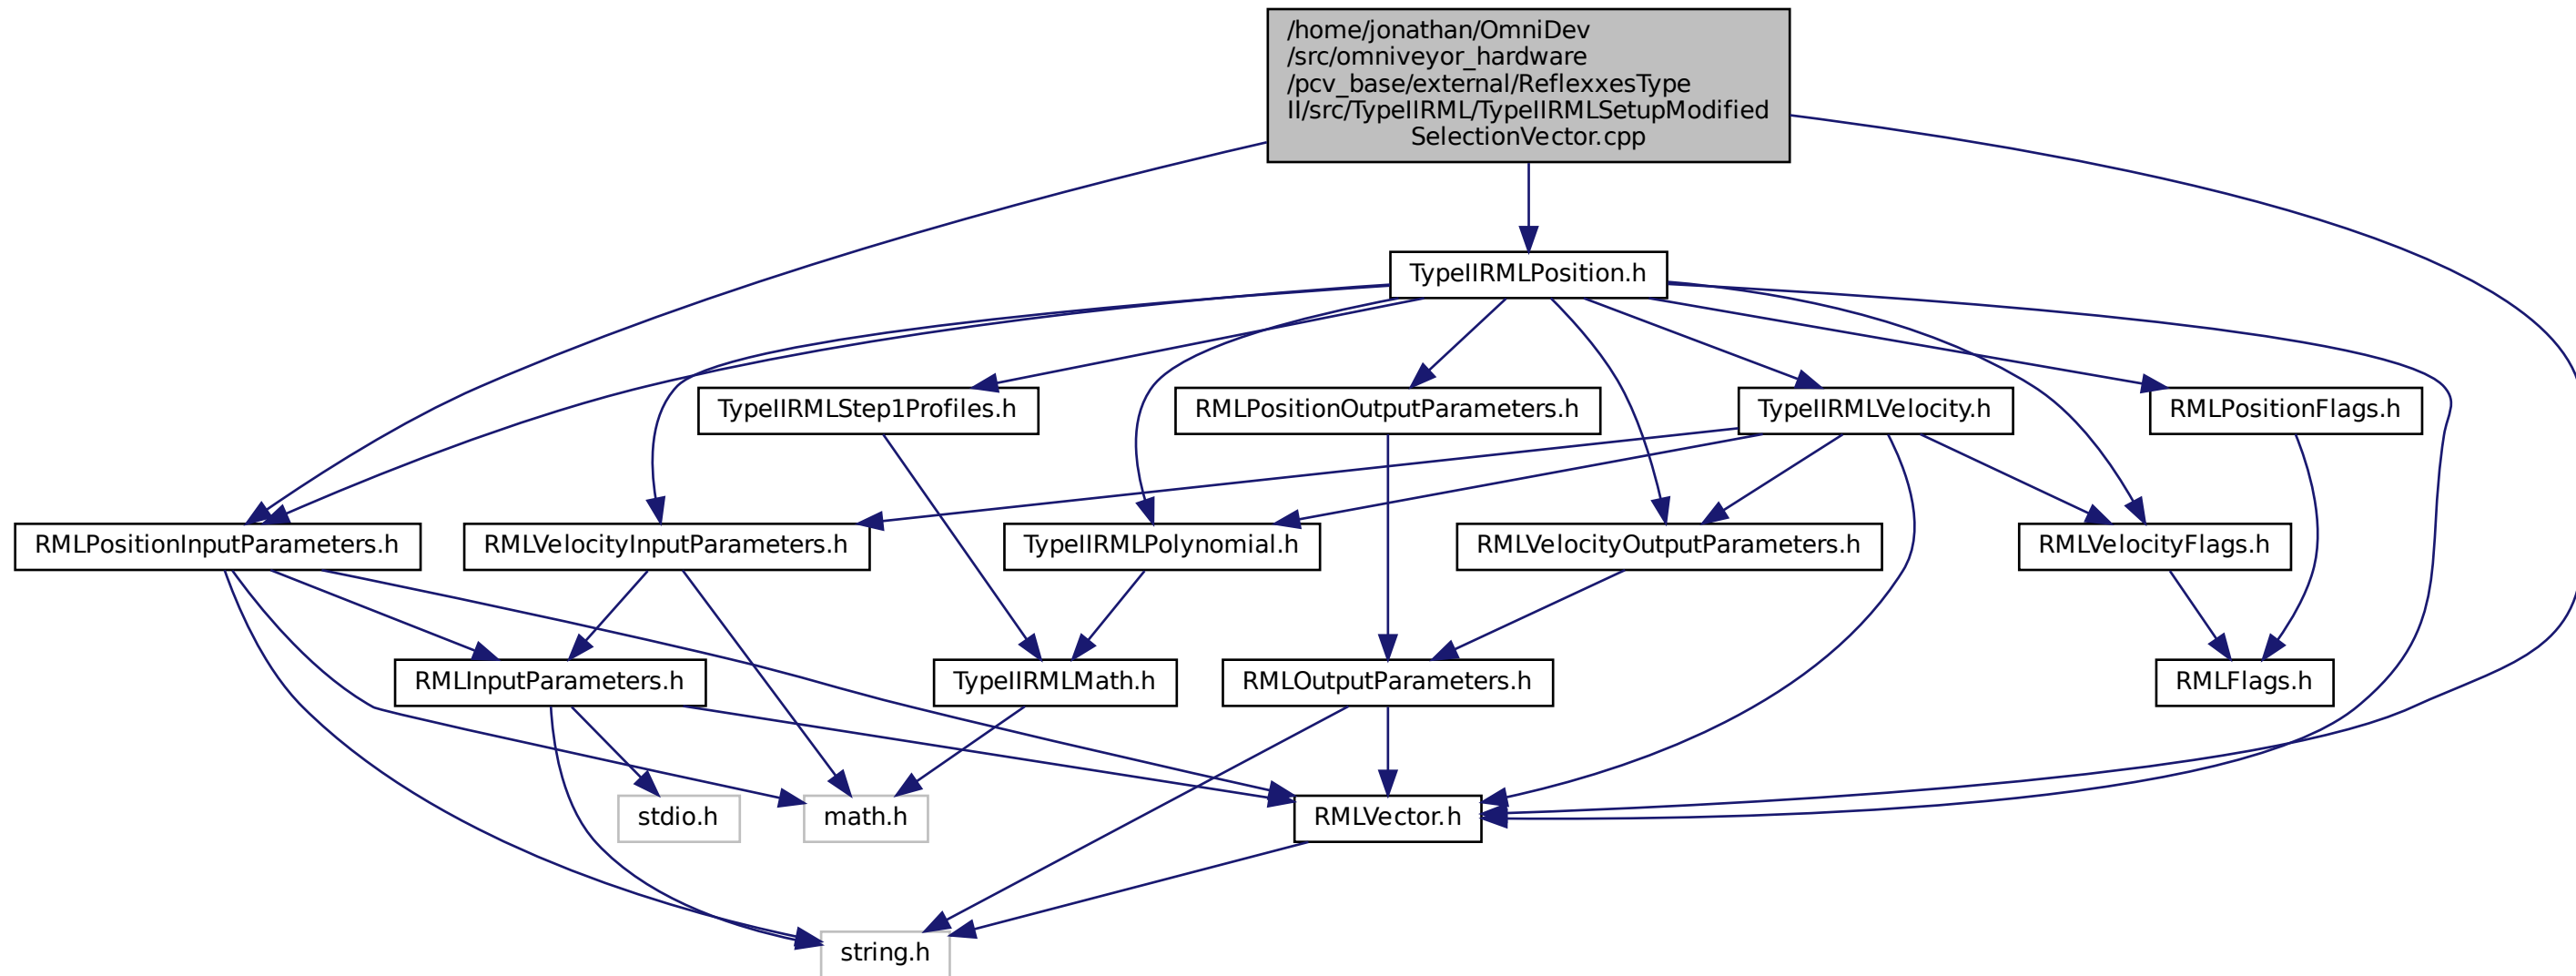 /home/jonathan/OmniDev
/src/omniveyor_hardware
/pcv_base/external/ReflexxesType
II/src/TypeIIRML/TypeIIRMLSetupModified
SelectionVector.cpp
TypeIIRMLPosition.h
TypeIIRMLStep1Profiles.h
RMLPositionOutputParameters.h
TypeIIRMLVelocity.h
RMLPositionFlags.h
RMLPositionInputParameters.h
RMLVelocityInputParameters.h
TypeIIRMLPolynomial.h
RMLVelocityOutputParameters.h
RMLVelocityFlags.h
RMLInputParameters.h
TypeIIRMLMath.h
RMLOutputParameters.h
RMLFlags.h
stdio.h
math.h
RMLVector.h
string.h